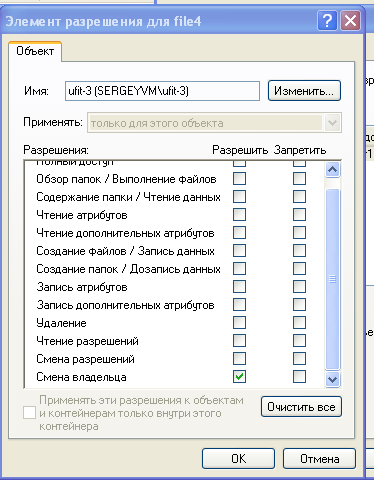 Элемент разрешения для file4
Объект
Имя: ufit-3 (SERGEYVM\ufit-3) Изменить...
Применять: только для этого объекта
Разрешения: Разрешить Запретить
Полный доступ
Обзор папок / Выполнение файлов
Содержание папки / Чтение данных
Чтение атрибутов
Чтение дополнительных атрибутов
Создание файлов / Запись данных
Создание папок / Дозапись данных
Запись атрибутов
Запись дополнительных атрибутов
Удаление
Чтение разрешений
Смена разрешений
Смена владельца
Применять эти разрешения к объектам
и контейнерам только внутри этого
контейнера
Очистить все
OK Отмена